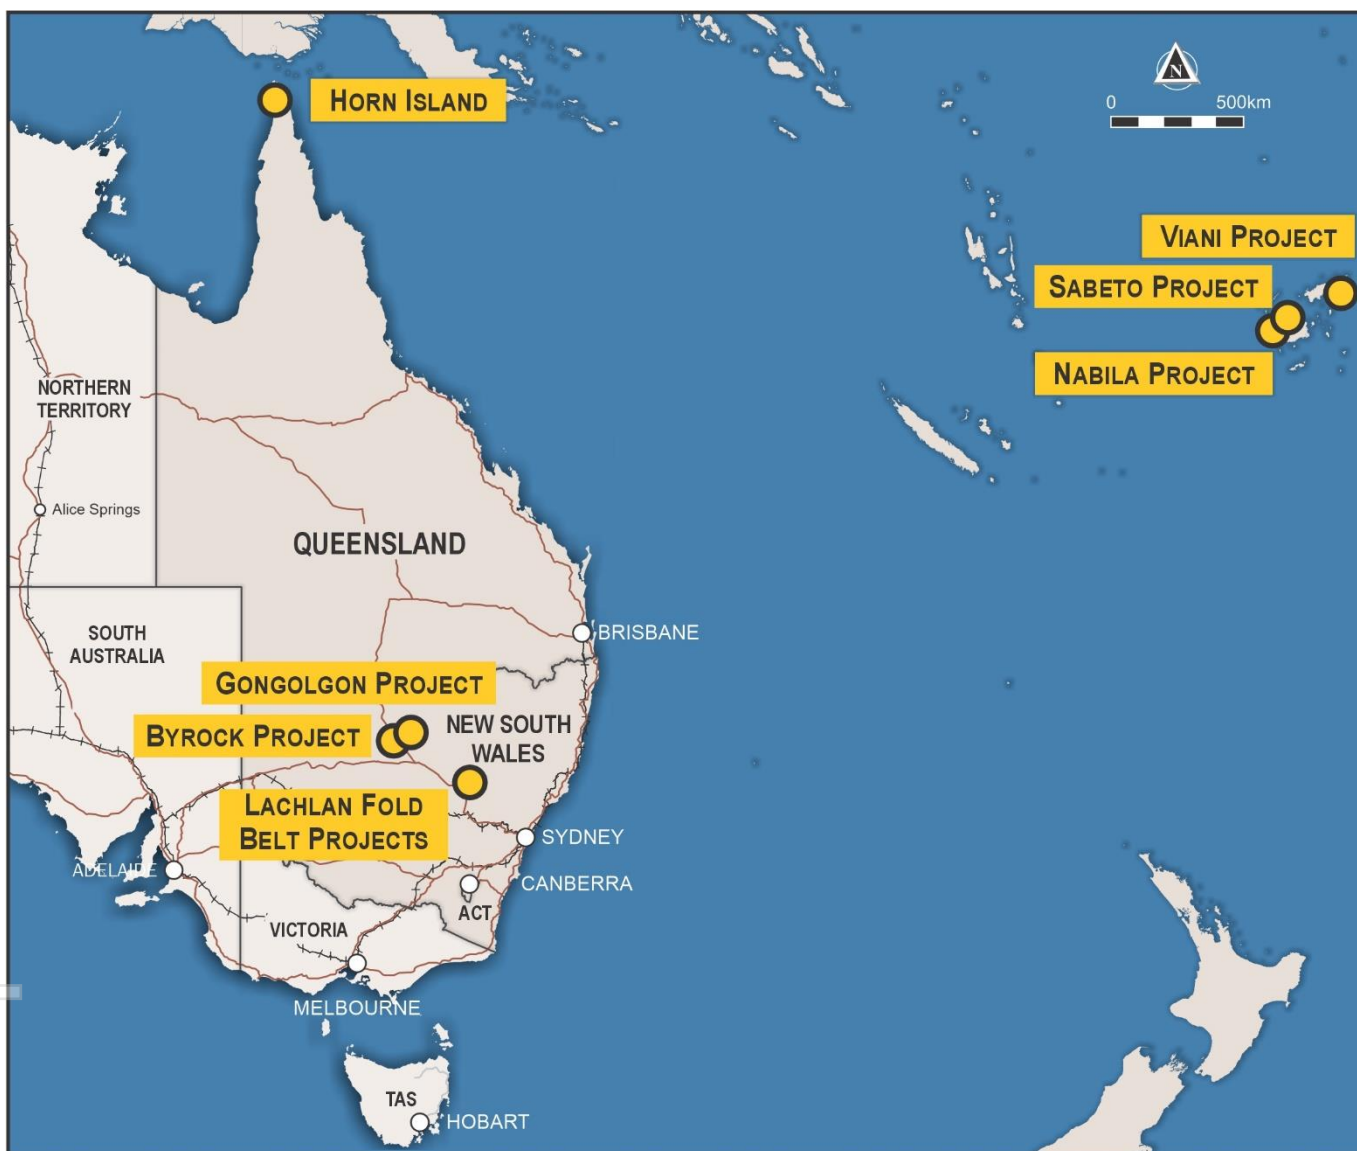 HORN ISLAND
N
0 500km
VIANI PROJECT
SABETO PROJECT
NABILA PROJECT
NORTHERN
TERRITORY
Alice Springs
QUEENSLAND
SOUTH
AUSTRALIA
BRISBANE
GONGOLGON PROJECT
BYROCK PROJECT
NEW SOUTH
WALES
LACHLAN FOLD
BELT PROJECTS
SYDNEY
ADELAIDE
CANBERRA
ACT
VICTORIA
MELBOURNE
TAS
HOBART